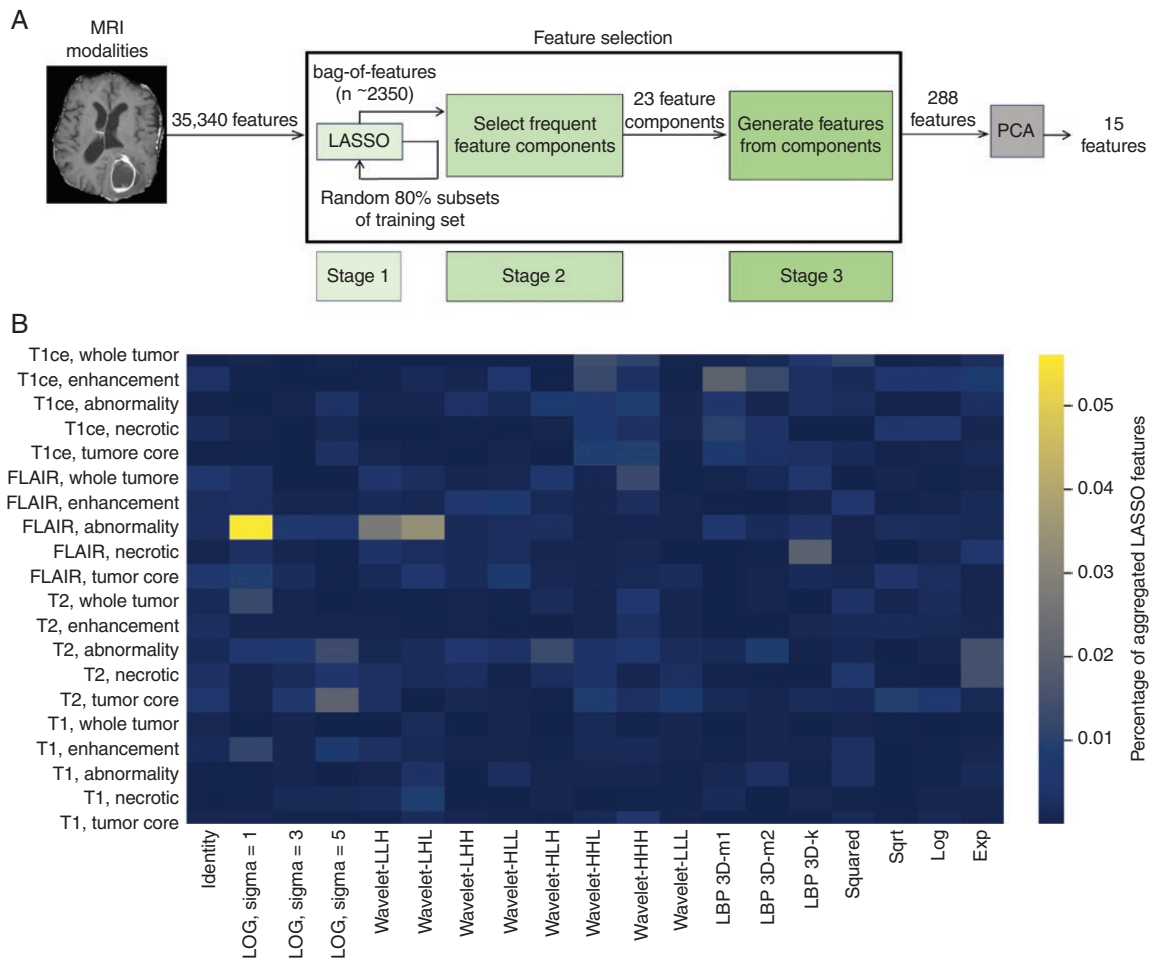 A
MRI
modalities
35,340 features
Feature selection
bag-of-features
(n ~2350)
LASSO
Random 80% subsets
of training set
Select frequent
feature components
23 feature
components
Generate features
from components
288
features
PCA
15
features
Stage 1
Stage 2
Stage 3
B
T1ce, whole tumor
T1ce, enhancement
T1ce, abnormality
T1ce, necrotic
T1ce, tumore core
FLAIR, whole tumore
FLAIR, enhancement
FLAIR, abnormality
FLAIR, necrotic
FLAIR, tumor core
T2, whole tumor
T2, enhancement
T2, abnormality
T2, necrotic
T2, tumor core
T1, whole tumor
T1, enhancement
T1, abnormality
T1, necrotic
T1, tumor core
Identity
LOG, sigma = 1
LOG, sigma = 3
LOG, sigma = 5
Wavelet-LLH
Wavelet-LHL
Wavelet-LHH
Wavelet-HLL
Wavelet-HLH
Wavelet-HHL
Wavelet-HHH
Wavelet-LLL
LBP 3D-m1
LBP 3D-m2
LBP 3D-k
Squared
Sqrt
Log
Exp
0.05
0.04
0.03
0.02
0.01
Percentage of aggregated LASSO features